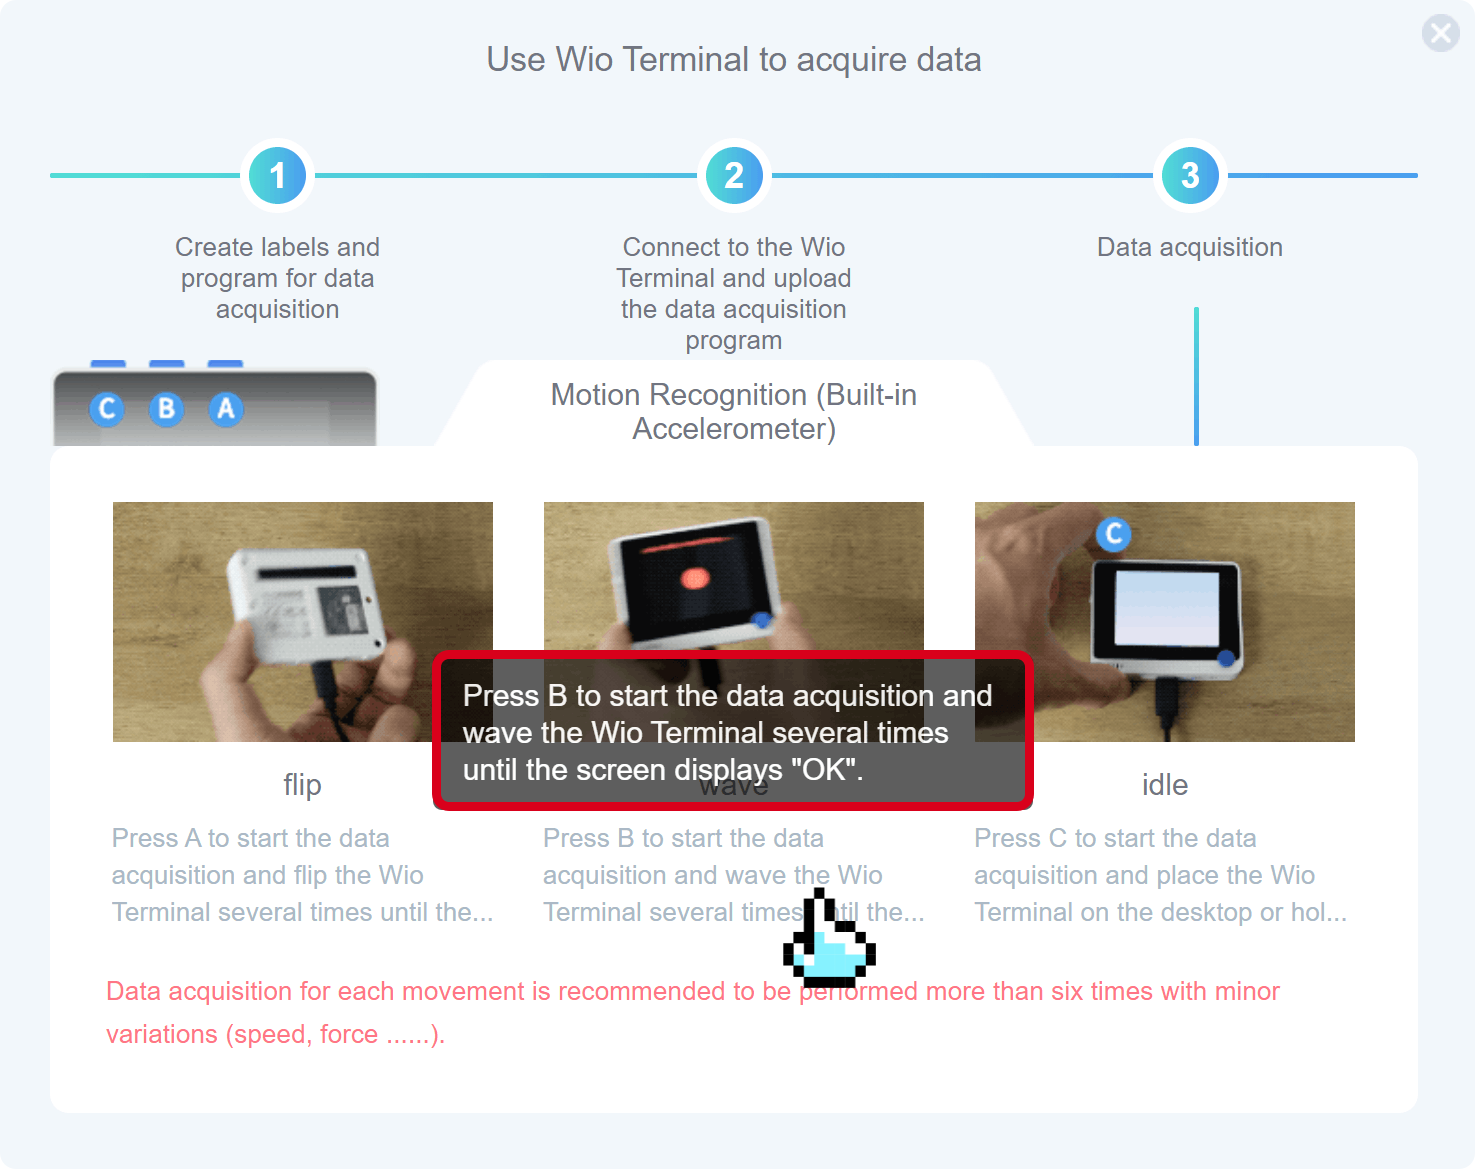 Use Wio Terminal to acquire data
1
2
3
Create labels and
program for data
acquisition
Connect to the Wio
Terminal and upload
the data acquisition
program
Data acquisition
C B A
Motion Recognition (Built-in
Accelerometer)
C
Press B to start the data acquisition and
wave the Wio Terminal several times
until the screen displays "OK".
flip
wave
idle
Press A to start the data
acquisition and flip the Wio
Terminal several times until the...
Press B to start the data
acquisition and wave the Wio
Terminal several times until the...
Press C to start the data
acquisition and place the Wio
Terminal on the desktop or hol...
Data acquisition for each movement is recommended to be performed more than six times with minor
variations (speed, force ......).